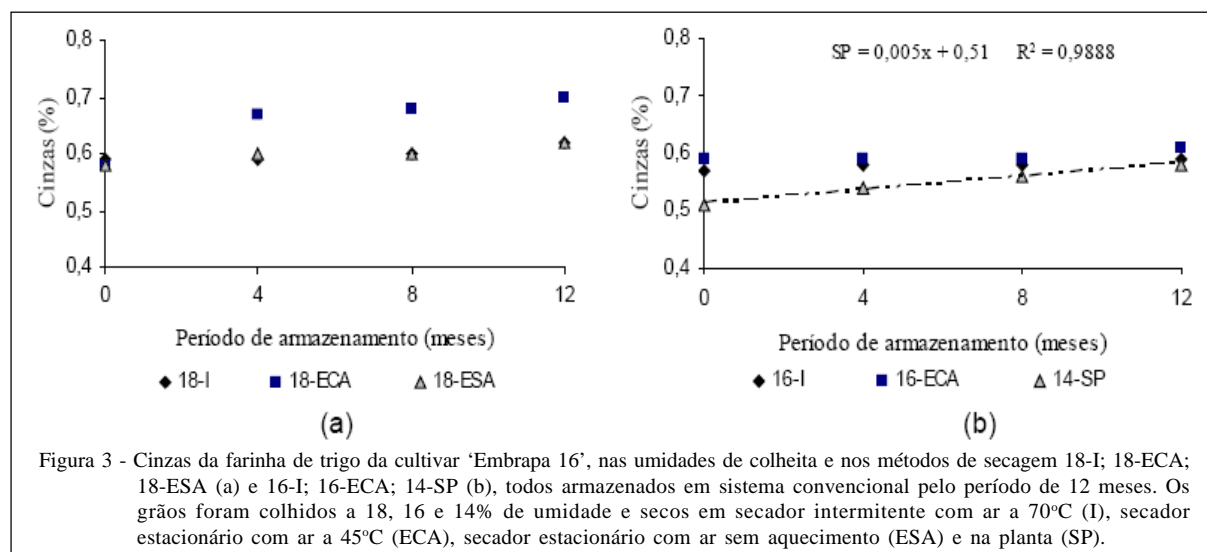 0,8
0,7
0,6
0,5
0,4
Cinzas (%)
0
4
8
12
Período de armazenamento (meses)
18-I 18-ECA 18-ESA
(a)
SP = 0,005x + 0,51 R² = 0,9888
0,8
0,7
0,6
0,5
0,4
Cinzas (%)
0
4
8
12
Período de armazenamento (meses)
16-I 16-ECA 14-SP
(b)
Figura 3 - Cinzas da farinha de trigo da cultivar ‘Embrapa 16’, nas umidades de colheita e nos métodos de secagem 18-I; 18-ECA;
18-ESA (a) e 16-I; 16-ECA; 14-SP (b), todos armazenados em sistema convencional pelo período de 12 meses. Os
grãos foram colhidos a 18, 16 e 14% de umidade e secos em secador intermitente com ar a 70ºC (I), secador
estacionário com ar a 45ºC (ECA), secador estacionário com ar sem aquecimento (ESA) e na planta (SP).